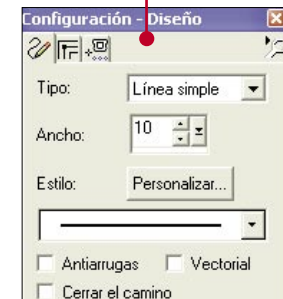 Configuración - Diseño
Tipo: Línea simple
Ancho: 10
Estilo: Personalizar...
Antiarrugas Vectorial
Cerrar el camino